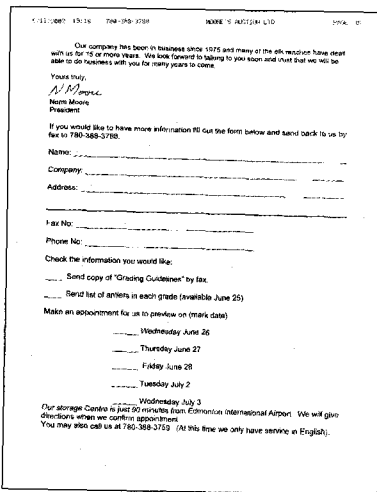 780-388-3788 MOORE'S AUCTION LTD
Our company has been in business since 1975 and many of the elk ranches have dealt
with us for 15 or more years. We look forward to talking to you soon and trust that we will be
able to do business with you for many years to come.
Yours truly,
N Moore
Norm Moore
President
If you would like to have more information fill out the form below and send back to us by
fax to 780-388-3788.
Name:
Company:
Address:
Fax No:
Phone No:
Check the information you would like:
Send copy of "Grading Guidelines" by fax.
Send list of antlers in each grade (available June 25)
Make an appointment for us to preview on (mark date)
Wednesday June 26
Thursday June 27
Friday June 28
Tuesday July 2
Wednesday July 3
Our storage Centre is just 90 minutes from Edmonton International Airport. We will give
directions when we confirm appointment
You may also call us at 780-388-3759 (At this time we only have service in English).